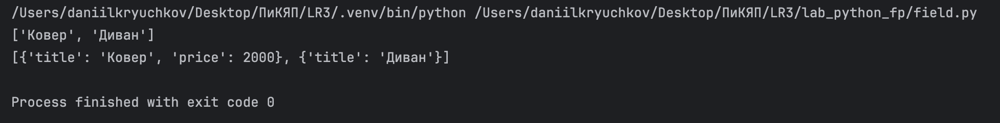 /Users/daniilkryuchkov/Desktop/ПиКЯП/LR3/.venv/bin/python /Users/daniilkryuchkov/Desktop/ПиКЯП/LR3/lab_python_fp/field.py
['Ковер', 'Диван']
[{'title': 'Ковер', 'price': 2000}, {'title': 'Диван'}]
Process finished with exit code 0